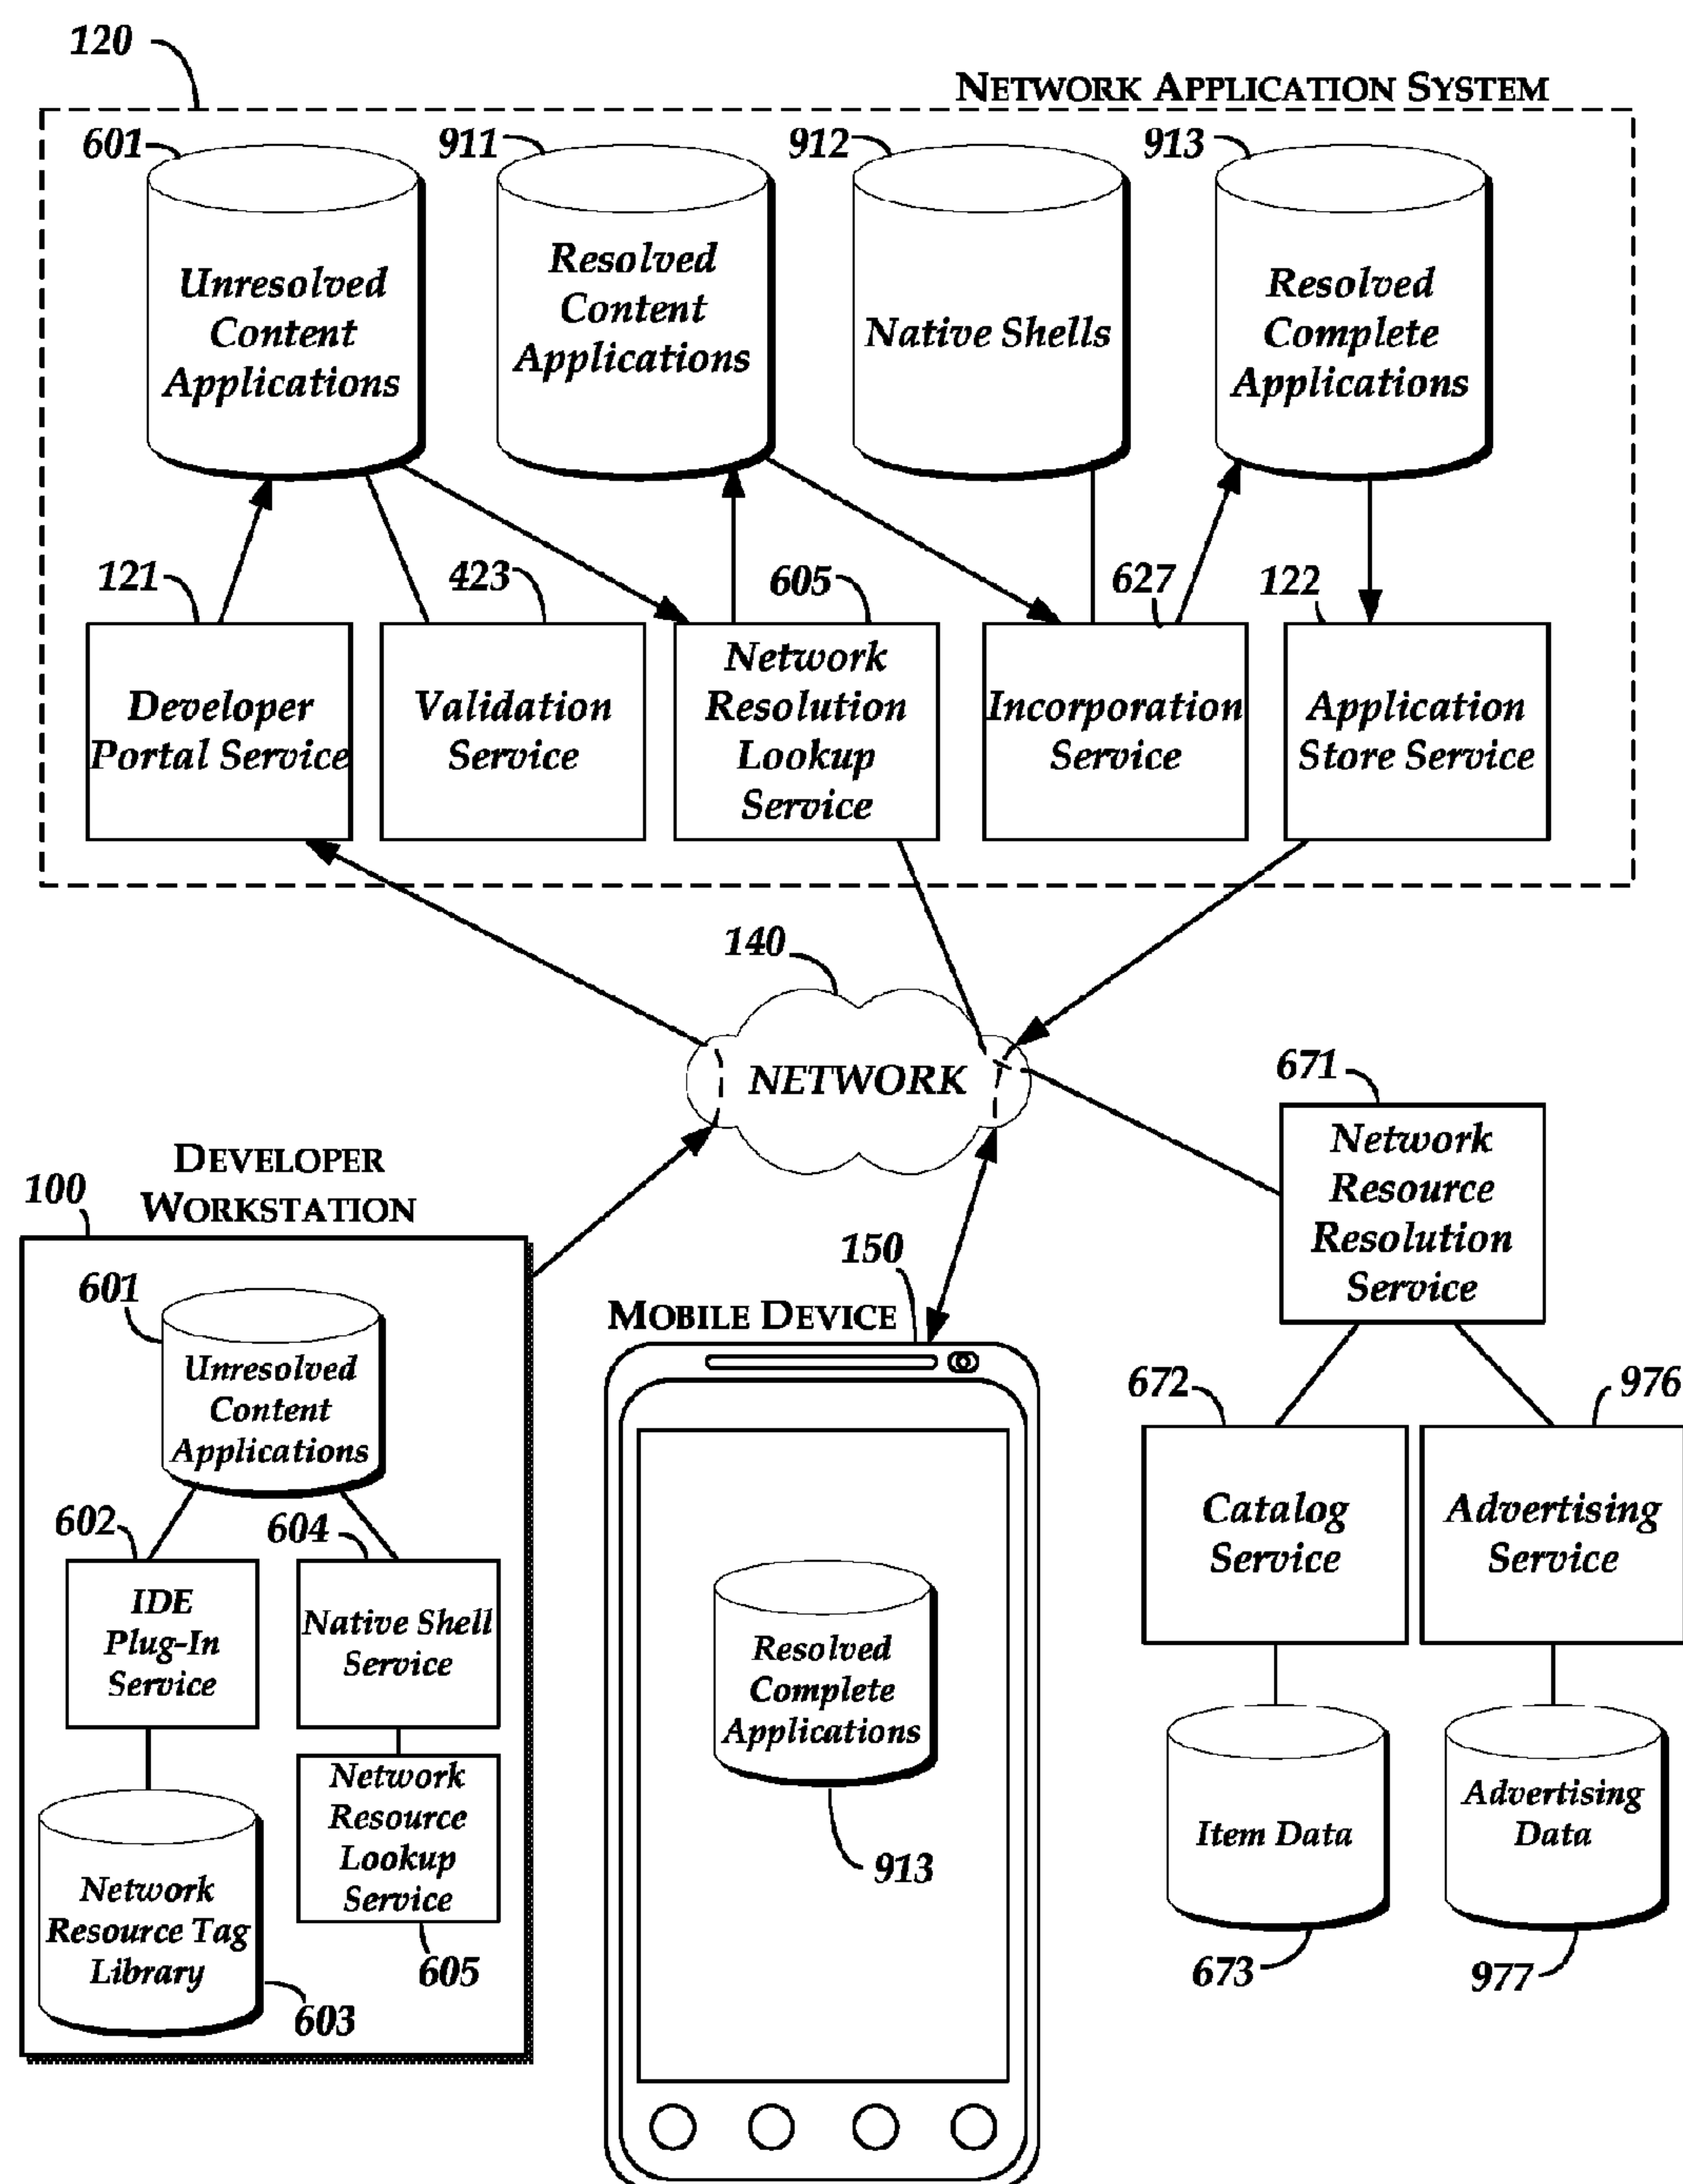 120
NETWORK APPLICATION SYSTEM
601
911
912
913
Unresolved
Content
Applications
Resolved
Content
Applications
Native Shells
Resolved
Complete
Applications
121
423
605
627
122
Developer
Portal Service
Validation
Service
Network
Resolution
Lookup
Service
Incorporation
Service
Application
Store Service
140
NETWORK
671
Network
Resource
Resolution
Service
DEVELOPER
WORKSTATION
100
601
Unresolved
Content
Applications
602
604
IDE
Plug-In
Service
Native Shell
Service
Network
Resource
Lookup
Service
605
Network
Resource Tag
Library
603
150
MOBILE DEVICE
Resolved
Complete
Applications
913
672
976
Catalog
Service
Advertising
Service
Item Data
Advertising
Data
673
977